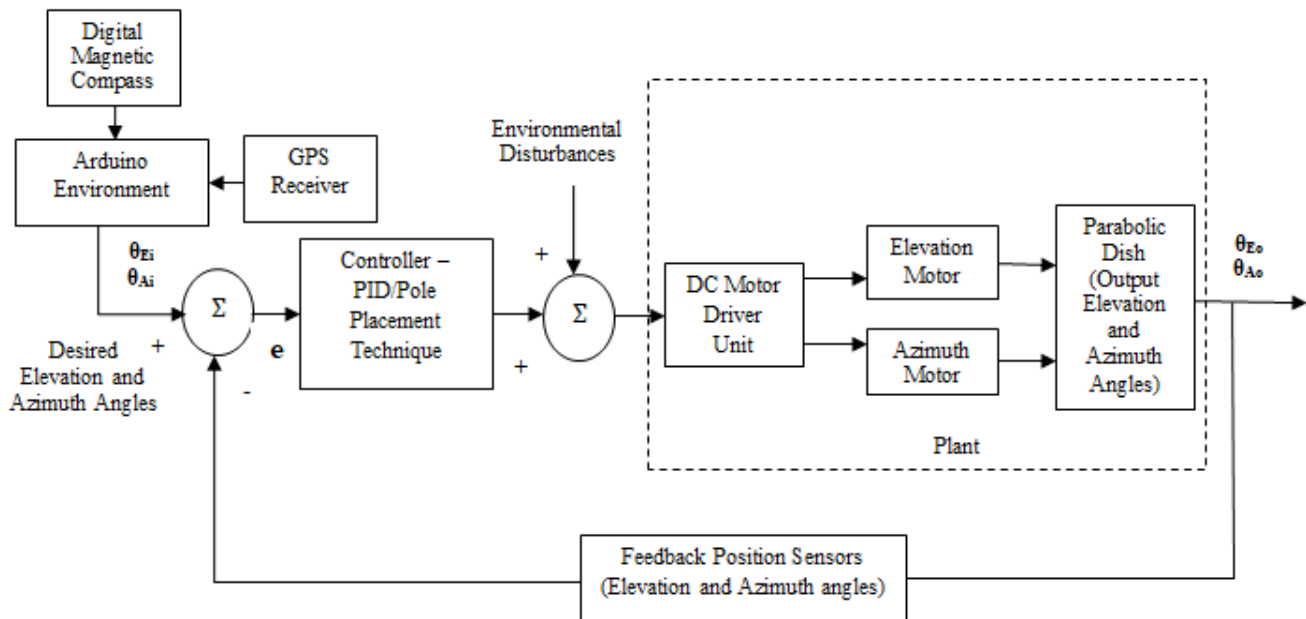 Digital
Magnetic
Compass
Arduino
Environment
GPS
Receiver
θEi
θAi
Σ
+
-
e
Desired
Elevation and
Azimuth Angles
Controller –
PID/Pole
Placement
Technique
Environmental
Disturbances
+
+
Σ
DC Motor
Driver
Unit
Elevation
Motor
Azimuth
Motor
Parabolic
Dish
(Output
Elevation
and
Azimuth
Angles)
Plant
θEo
θAo
Feedback Position Sensors
(Elevation and Azimuth angles)